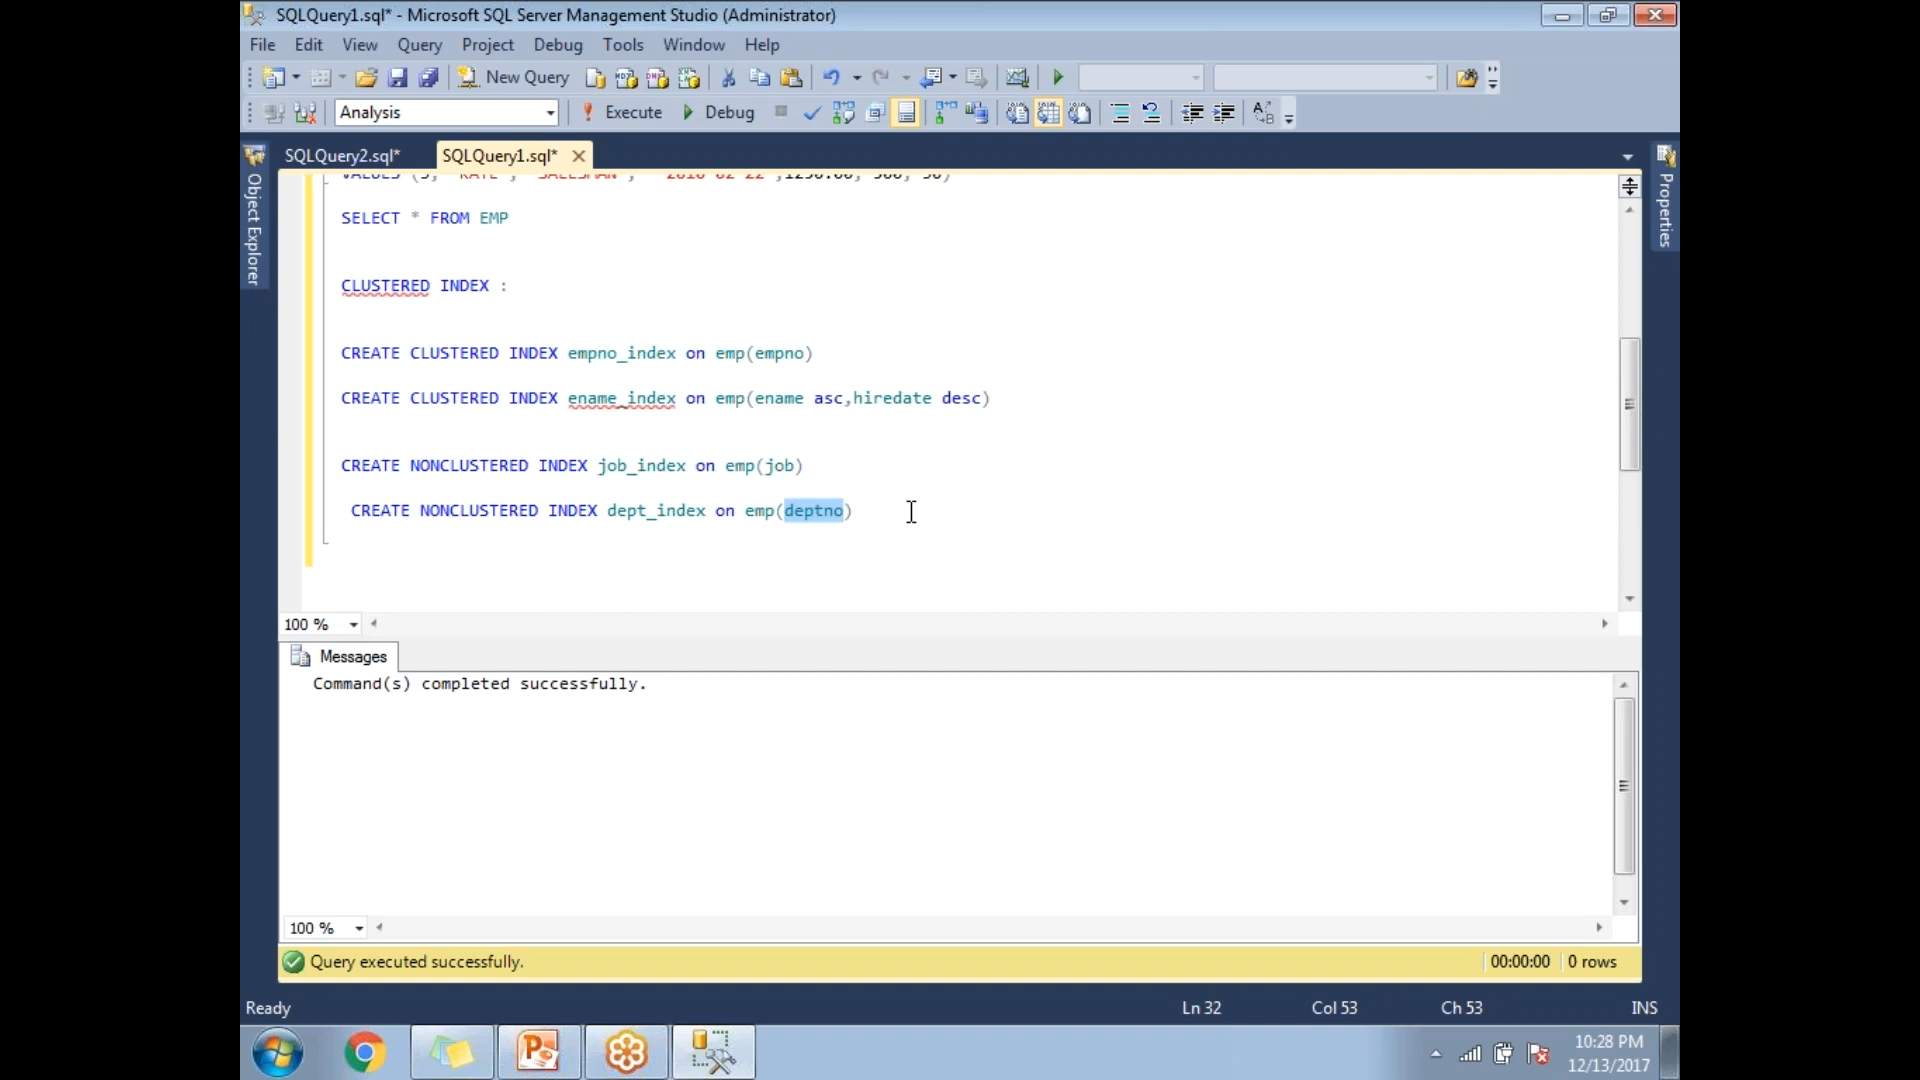 SQLQuery1.sql* - Microsoft SQL Server Management Studio (Administrator)
File Edit View Query Project Debug Tools Window Help
New Query
Analysis Execute Debug
SQLQuery2.sql* SQLQuery1.sql*
Object Explorer
Properties
SELECT * FROM EMP
CLUSTERED INDEX :
CREATE CLUSTERED INDEX empno_index on emp(empno)
CREATE CLUSTERED INDEX ename_index on emp(ename asc,hiredate desc)
CREATE NONCLUSTERED INDEX job_index on emp(job)
CREATE NONCLUSTERED INDEX dept_index on emp(deptno)
100 %
Messages
Command(s) completed successfully.
100 %
Query executed successfully. 00:00:00 0 rows
Ready Ln 32 Col 53 Ch 53 INS
10:28 PM
12/13/2017